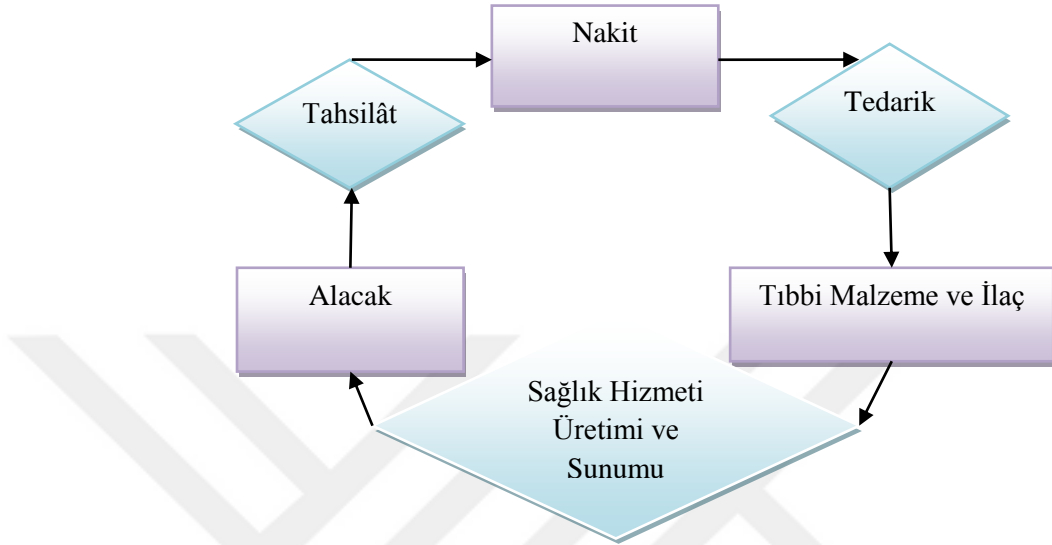 Nakit
Tahsilât
Tedarik
Alacak
Tıbbi Malzeme ve İlaç
Sağlık Hizmeti
Üretimi ve
Sunumu